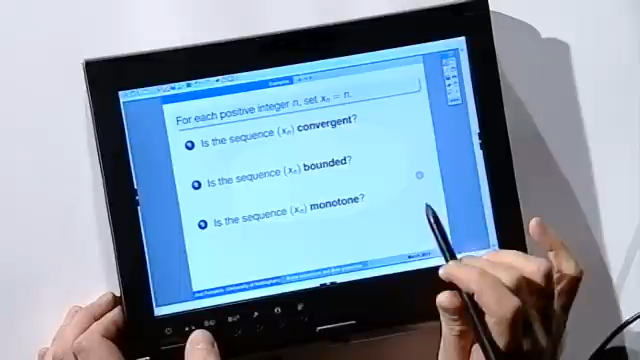 Examples
For each positive integer n, set xₙ = n.
Is the sequence (xₙ) convergent?
Is the sequence (xₙ) bounded?
Is the sequence (xₙ) monotone?